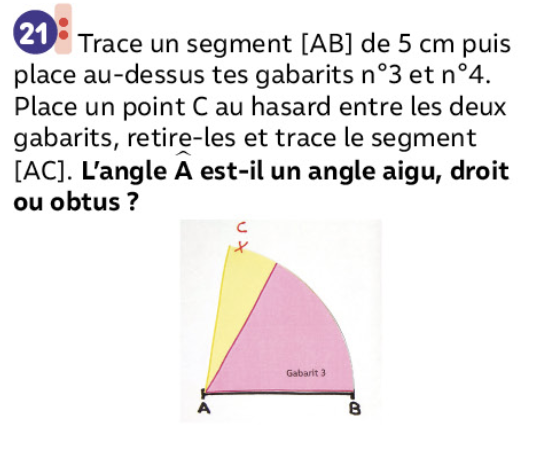 21 Trace un segment [AB] de 5 cm puis
place au-dessus tes gabarits n°3 et n°4.
Place un point C au hasard entre les deux
gabarits, retire-les et trace le segment
[AC]. L'angle Â est-il un angle aigu, droit
ou obtus ?
C
Gabarit 3
A B